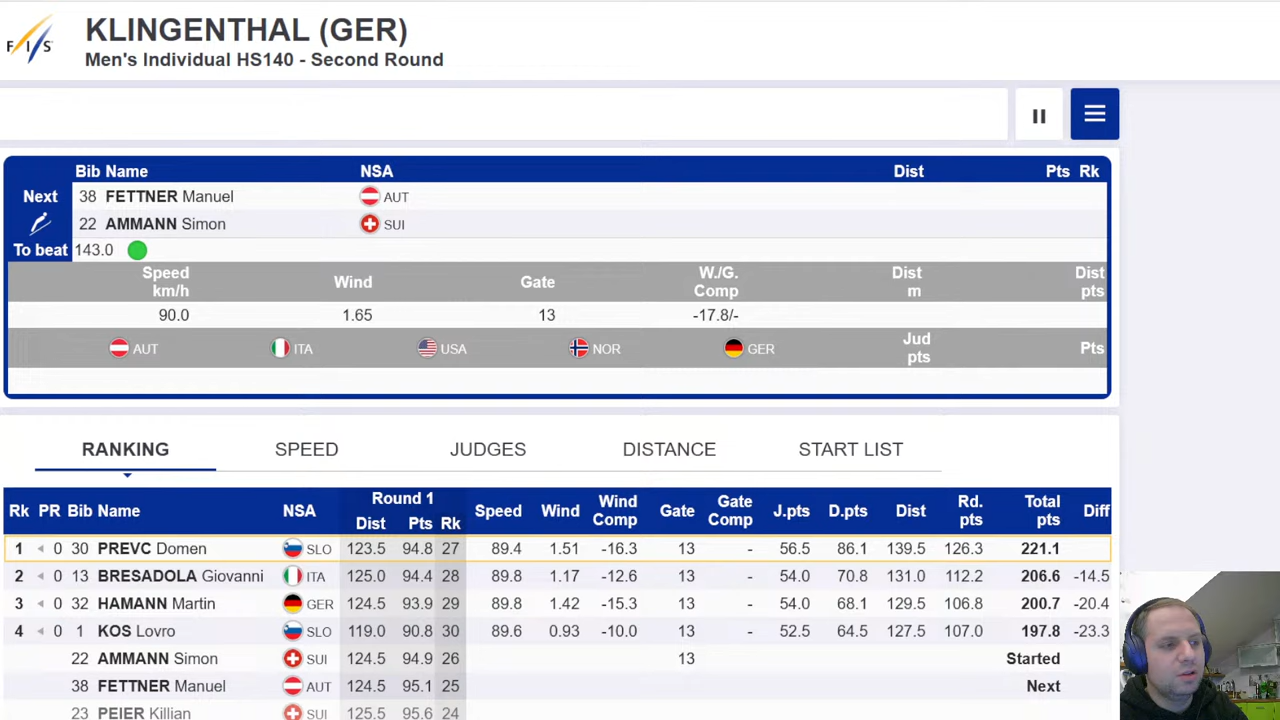 FIS
KLINGENTHAL (GER)
Men's Individual HS140 - Second Round
Bib Name NSA Dist Pts Rk
Next 38 FETTNER Manuel AUT
22 AMMANN Simon SUI
To beat 143.0
Speed km/h Wind Gate W./G. Comp Dist m Dist pts
90.0 1.65 13 -17.8/-
AUT ITA USA NOR GER Jud pts Pts
RANKING SPEED JUDGES DISTANCE START LIST
Rk PR Bib Name NSA Round 1 Dist Pts Rk Speed Wind Wind Comp Gate Gate Comp J.pts D.pts Dist Rd. pts Total pts Diff
1 0 30 PREVC Domen SLO 123.5 94.8 27 89.4 1.51 -16.3 13 - 56.5 86.1 139.5 126.3 221.1
2 0 13 BRESADOLA Giovanni ITA 125.0 94.4 28 89.8 1.17 -12.6 13 - 54.0 70.8 131.0 112.2 206.6 -14.5
3 0 32 HAMANN Martin GER 124.5 93.9 29 89.8 1.42 -15.3 13 - 54.0 68.1 129.5 106.8 200.7 -20.4
4 0 1 KOS Lovro SLO 119.0 90.8 30 89.6 0.93 -10.0 13 - 52.5 64.5 127.5 107.0 197.8 -23.3
22 AMMANN Simon SUI 124.5 94.9 26 13 Started
38 FETTNER Manuel AUT 124.5 95.1 25 Next
23 PEIER Killian SUI 125.5 95.6 24